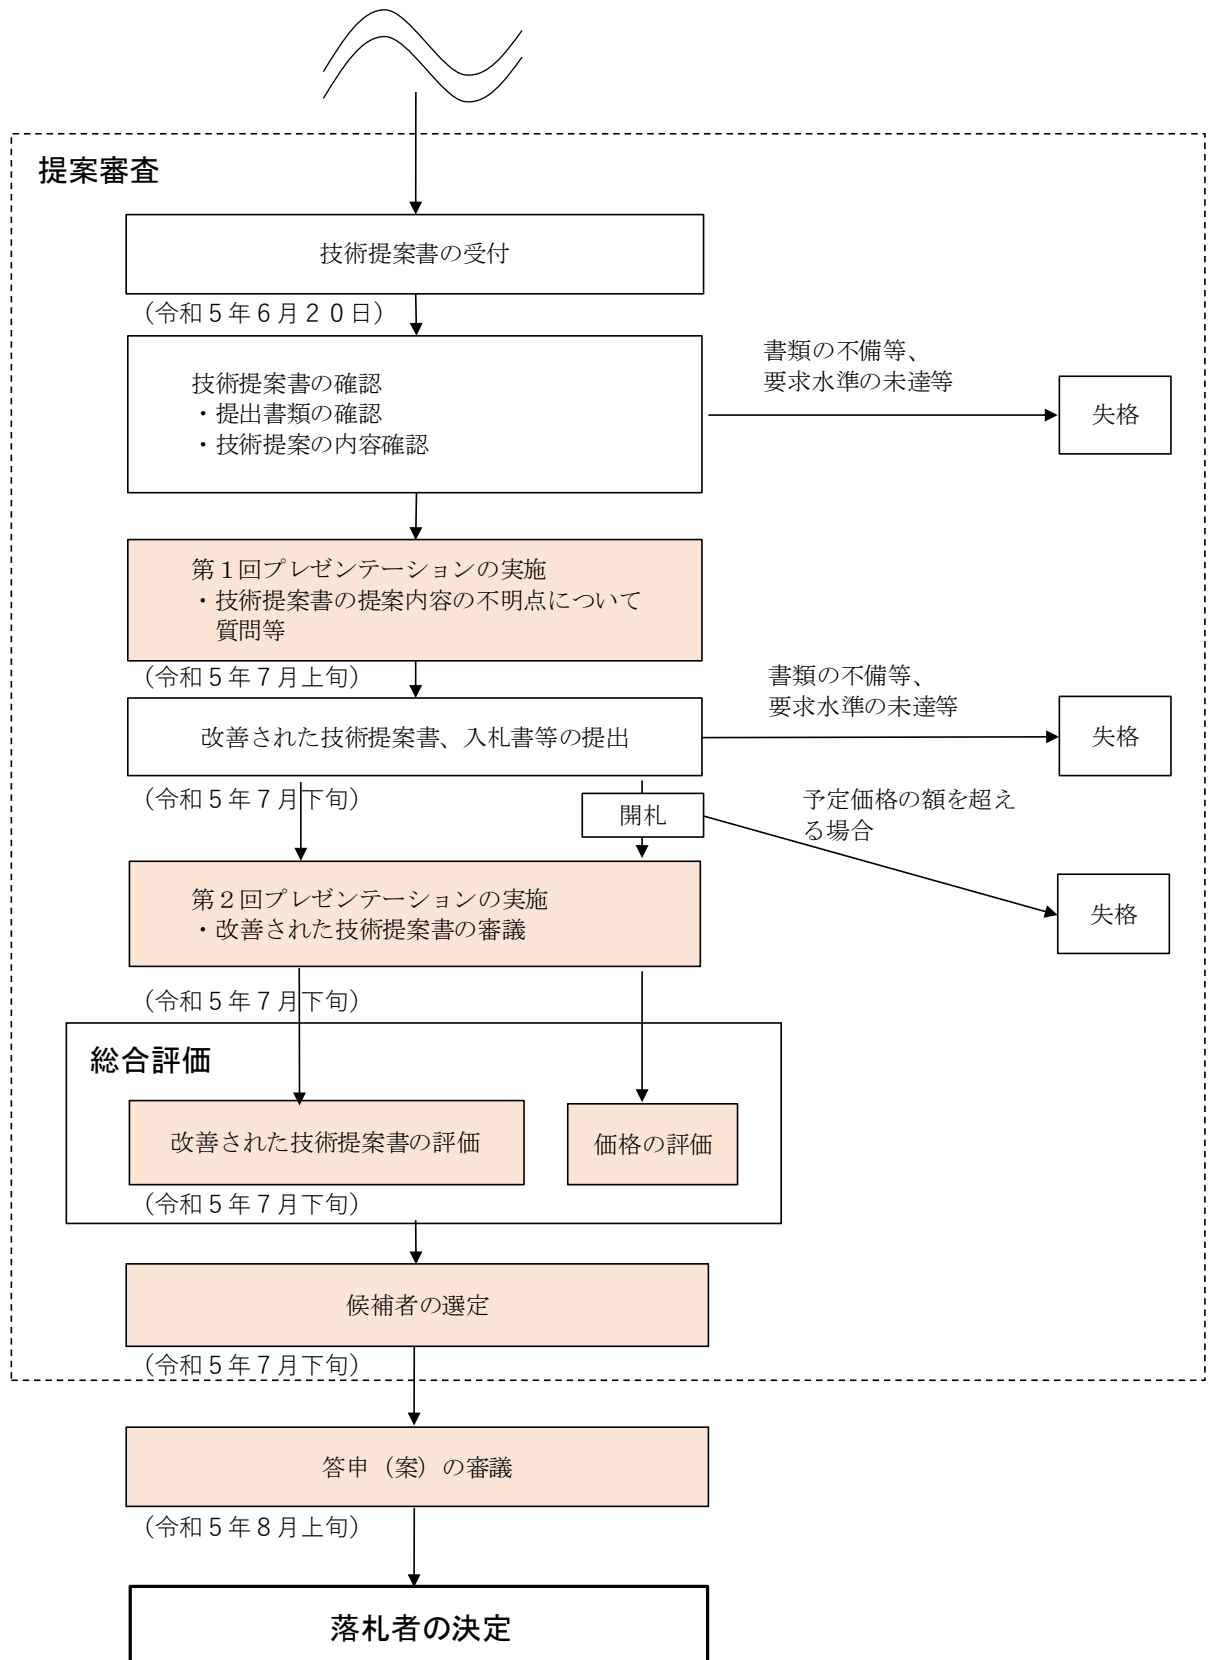 提案審査
技術提案書の受付
（令和５年６月２０日）
技術提案書の確認
・提出書類の確認
・技術提案の内容確認
書類の不備等、
要求水準の未達等
失格
第１回プレゼンテーションの実施
・技術提案書の提案内容の不明点について
質問等
（令和５年７月上旬）
改善された技術提案書、入札書等の提出
書類の不備等、
要求水準の未達等
失格
（令和５年７月下旬）
開札
予定価格の額を超え
る場合
失格
第２回プレゼンテーションの実施
・改善された技術提案書の審議
（令和５年７月下旬）
総合評価
改善された技術提案書の評価
価格の評価
（令和５年７月下旬）
候補者の選定
（令和５年７月下旬）
答申（案）の審議
（令和５年８月上旬）
落札者の決定